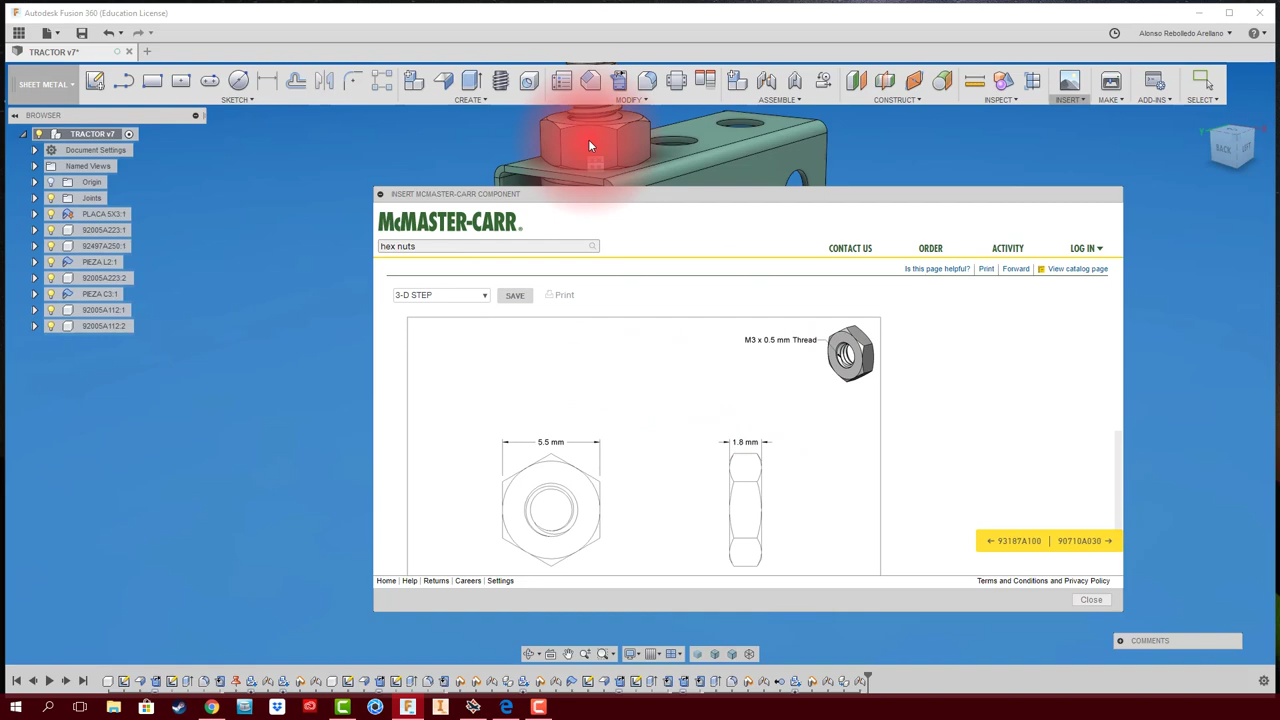 Autodesk Fusion 360 (Education License)
Alonso Rebolledo Arellano
TRACTOR v7*
SHEET METAL
SKETCH
CREATE
MODIFY
ASSEMBLE
CONSTRUCT
INSPECT
INSERT
MAKE
ADD-INS
SELECT
BROWSER
TRACTOR v7
Document Settings
Named Views
Origin
Joints
PLACA 5X3:1
92005A223:1
92497A250:1
PIEZA L2:1
92005A223:2
PIEZA C3:1
92005A112:1
92005A112:2
INSERT MCMASTER-CARR COMPONENT
McMASTER-CARR.
hex nuts
CONTACT US
ORDER
ACTIVITY
LOG IN
Is this page helpful?
Print
Forward
View catalog page
3-D STEP
SAVE
Print
M3 x 0.5 mm Thread
5.5 mm
1.8 mm
93187A100
90710A030
Home
Help
Returns
Careers
Settings
Terms and Conditions and Privacy Policy
Close
COMMENTS